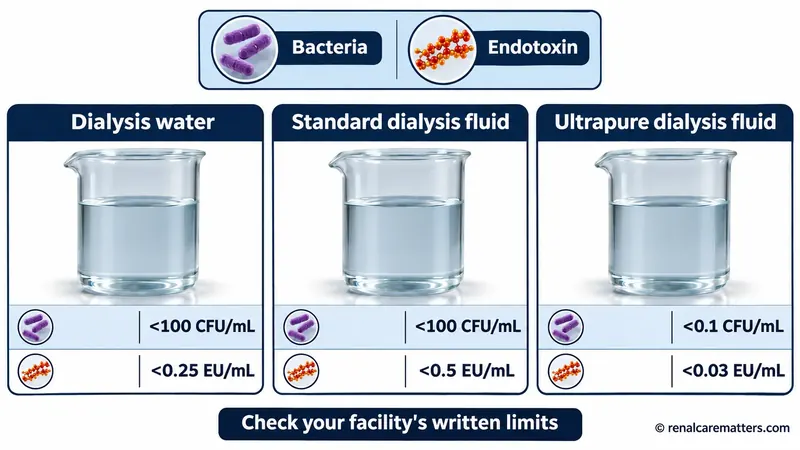 Bacteria
Endotoxin
Dialysis water
Standard dialysis fluid
Ultrapure dialysis fluid
<100 CFU/mL
<100 CFU/mL
<0.1 CFU/mL
<0.25 EU/mL
<0.5 EU/mL
<0.03 EU/mL
Check your facility's written limits
© renalcarematters.com